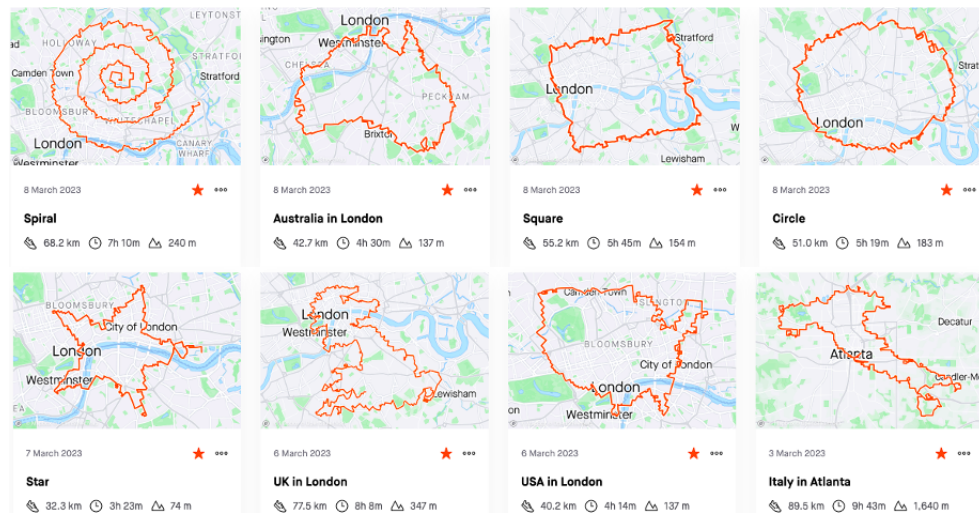 HOLLOWAY
LEYTONST
STRATFOR
Camden Town
Stratford
BLOOMSBURY
WHITECHAPEL
London
CANARY
WHARF
Westminster
London
Westminster
CHELSEA
PECKHAM
Brixton
Stratford
London
Lewisham
London
8 March 2023
Spiral
68.2 km 7h 10m 240 m
8 March 2023
Australia in London
42.7 km 4h 30m 137 m
8 March 2023
Square
55.2 km 5h 45m 154 m
8 March 2023
Circle
51.0 km 5h 19m 183 m
BLOOMSBURY
City of London
London
Westminster
London
Westminster
Lewisham
Camden Town
BLOOMSBURY
City of London
London
Westminster
Decatur
Atlanta
7 March 2023
Star
32.3 km 3h 23m 74 m
6 March 2023
UK in London
77.5 km 8h 8m 347 m
6 March 2023
USA in London
40.2 km 4h 14m 137 m
3 March 2023
Italy in Atlanta
89.5 km 9h 43m 1,640 m